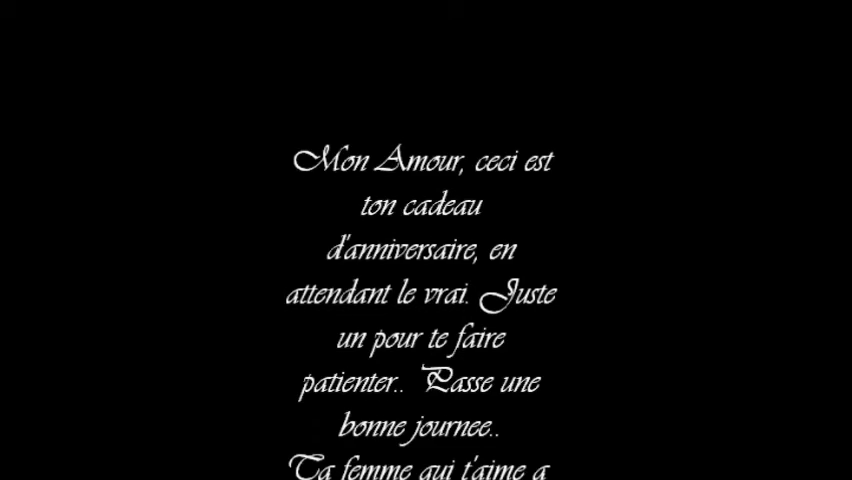 Mon Amour, ceci est
ton cadeau
d'anniversaire, en
attendant le vrai. Juste
un pour te faire
patienter.. Passe une
bonne journee..
Ta femme qui t'aime a